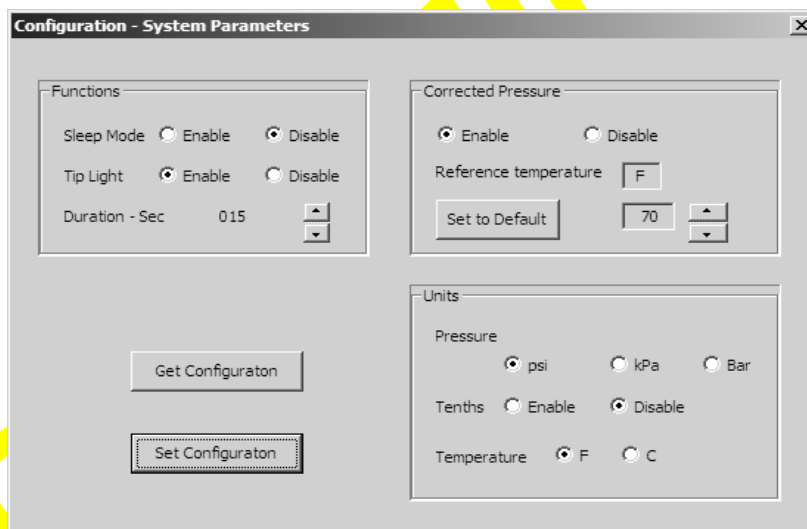 Configuration - System Parameters
Functions
Sleep Mode Enable Disable
Tip Light Enable Disable
Duration - Sec 015
Corrected Pressure
Enable Disable
Reference temperature F
Set to Default 70
Get Configuraton
Set Configuraton
Units
Pressure
psi kPa Bar
Tenths Enable Disable
Temperature F C